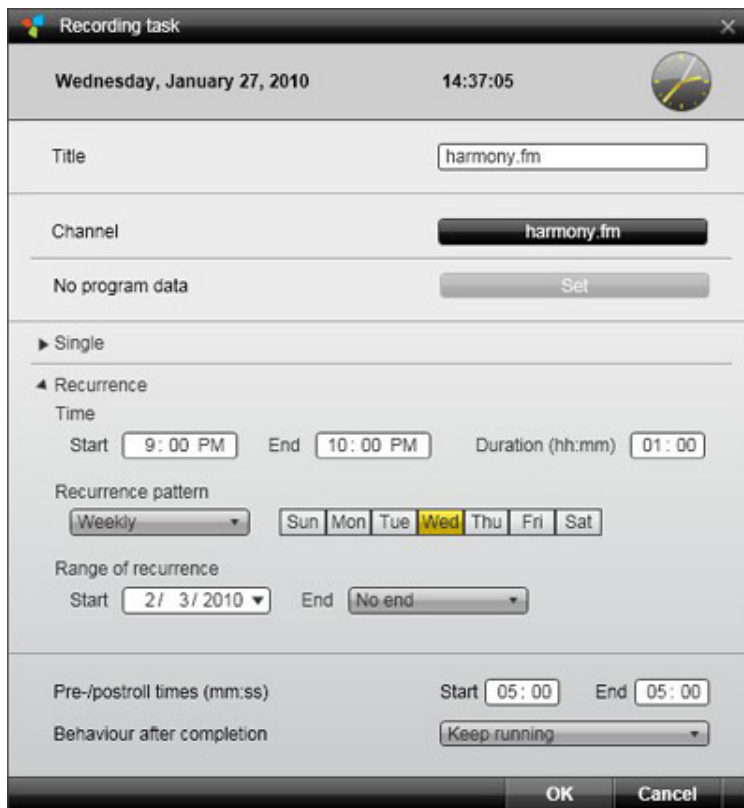 Recording task
Wednesday, January 27, 2010 14:37:05
Title harmony.fm
Channel harmony.fm
No program data Set
Single
Recurrence
Time
Start 9:00 PM End 10:00 PM Duration (hh:mm) 01:00
Recurrence pattern
Weekly Sun Mon Tue Wed Thu Fri Sat
Range of recurrence
Start 2/ 3/2010 End No end
Pre-/postroll times (mm:ss) Start 05:00 End 05:00
Behaviour after completion Keep running
OK Cancel